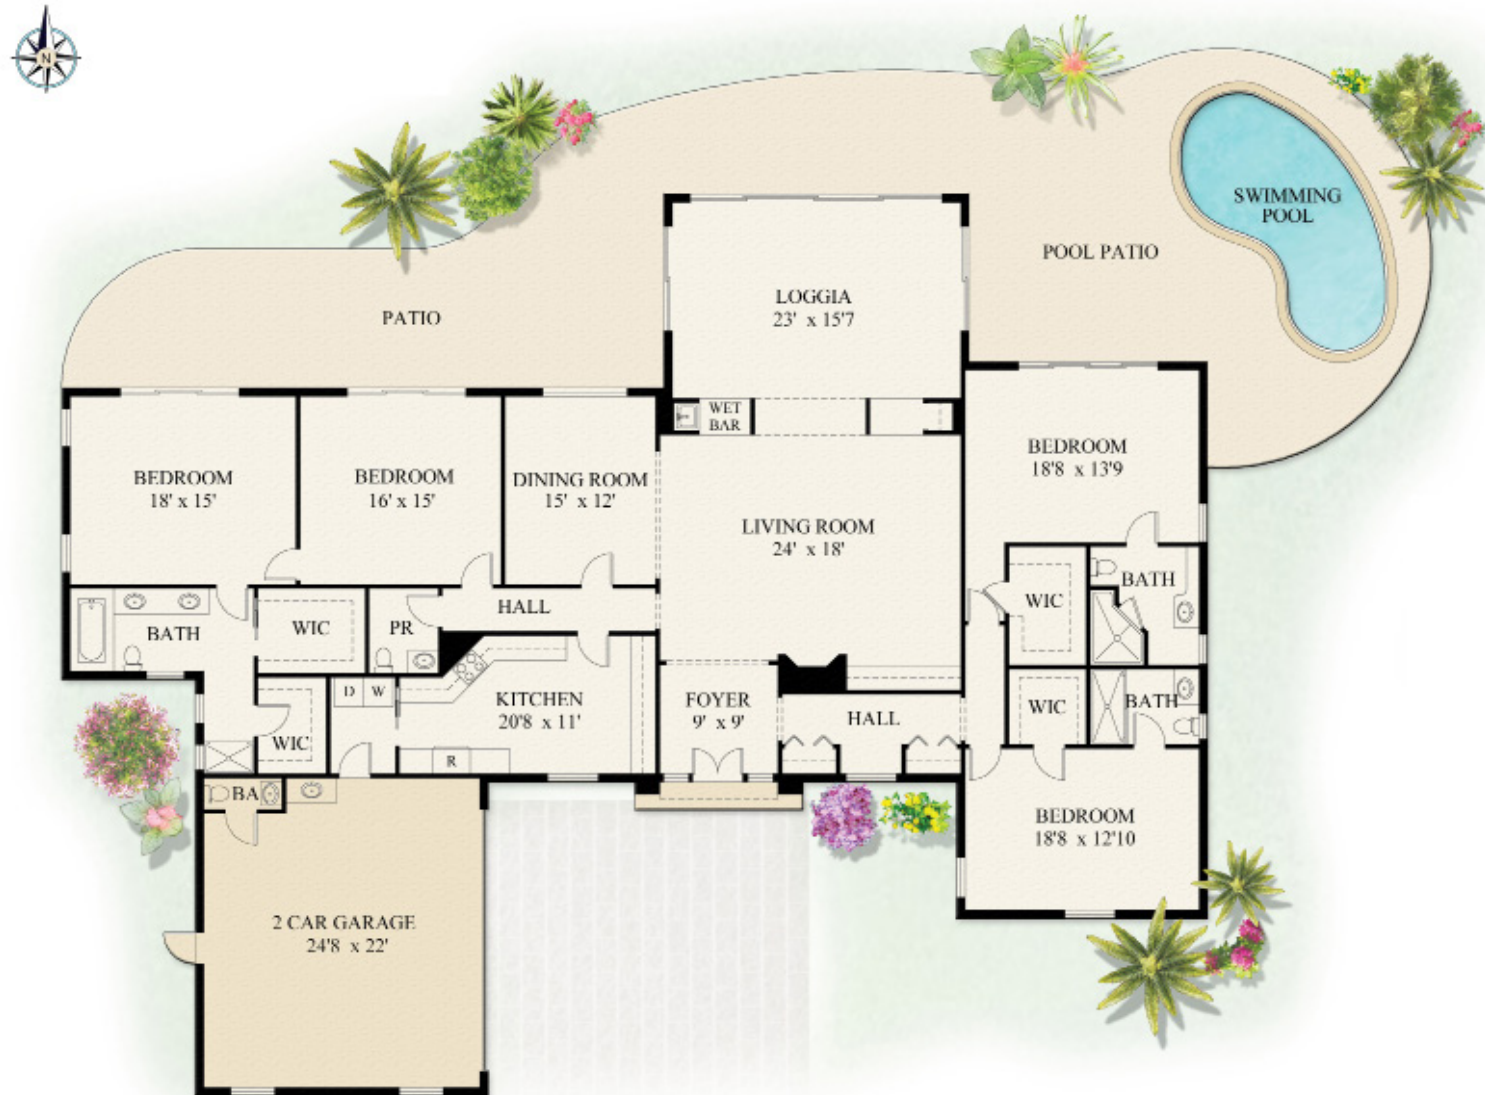 N
SWIMMING
POOL
POOL PATIO
LOGGIA
23' x 15'7
PATIO
WET
BAR
BEDROOM
18' x 15'
BEDROOM
16' x 15'
DINING ROOM
15' x 12'
LIVING ROOM
24' x 18'
BEDROOM
18'8 x 13'9
BATH
WIC
PR
HALL
WIC
BATH
D
W
KITCHEN
20'8 x 11'
FOYER
9' x 9'
HALL
WIC
BATH
WIC
R
BA
BEDROOM
18'8 x 12'10
2 CAR GARAGE
24'8 x 22'